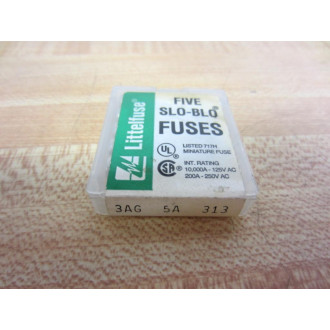 Littelfuse®
FIVE
SLO-BLO®
FUSES
LISTED 711H
MINIATURE FUSE
INT. RATING
10,000A - 125V AC
200A - 250V AC
UL
SA
3AG 5A 313